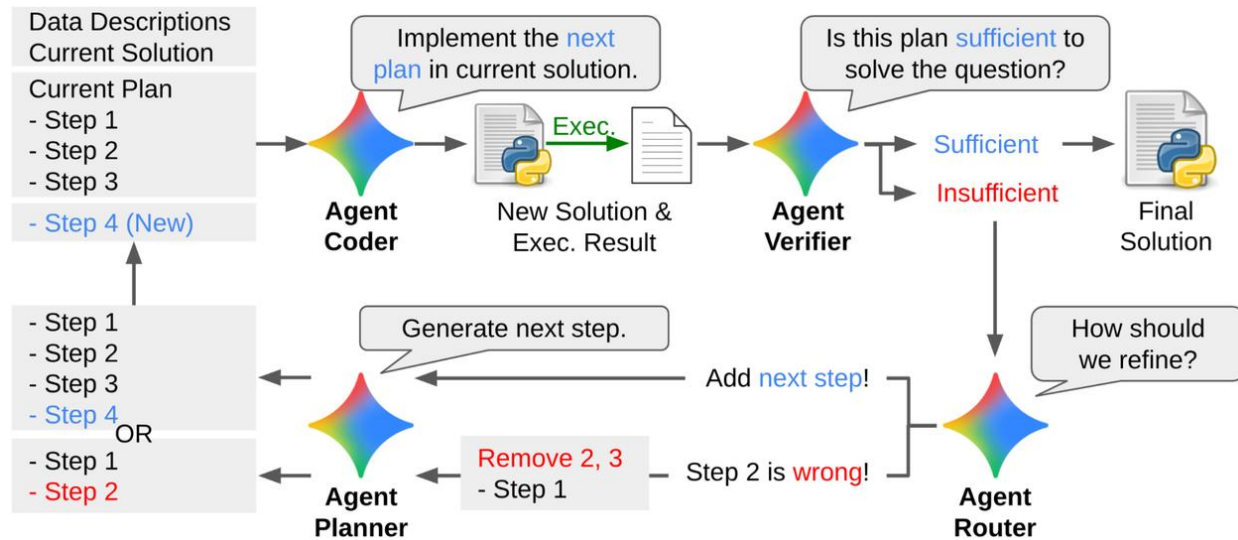 Data Descriptions
Current Solution
Current Plan
- Step 1
- Step 2
- Step 3
- Step 4 (New)
Implement the next
plan in current solution.
Agent
Coder
Exec.
New Solution &
Exec. Result
Is this plan sufficient to
solve the question?
Agent
Verifier
Sufficient
Insufficient
Final
Solution
How should
we refine?
Agent
Router
Add next step!
Step 2 is wrong!
Remove 2, 3
- Step 1
Generate next step.
Agent
Planner
- Step 1
- Step 2
- Step 3
- Step 4
OR
- Step 1
- Step 2